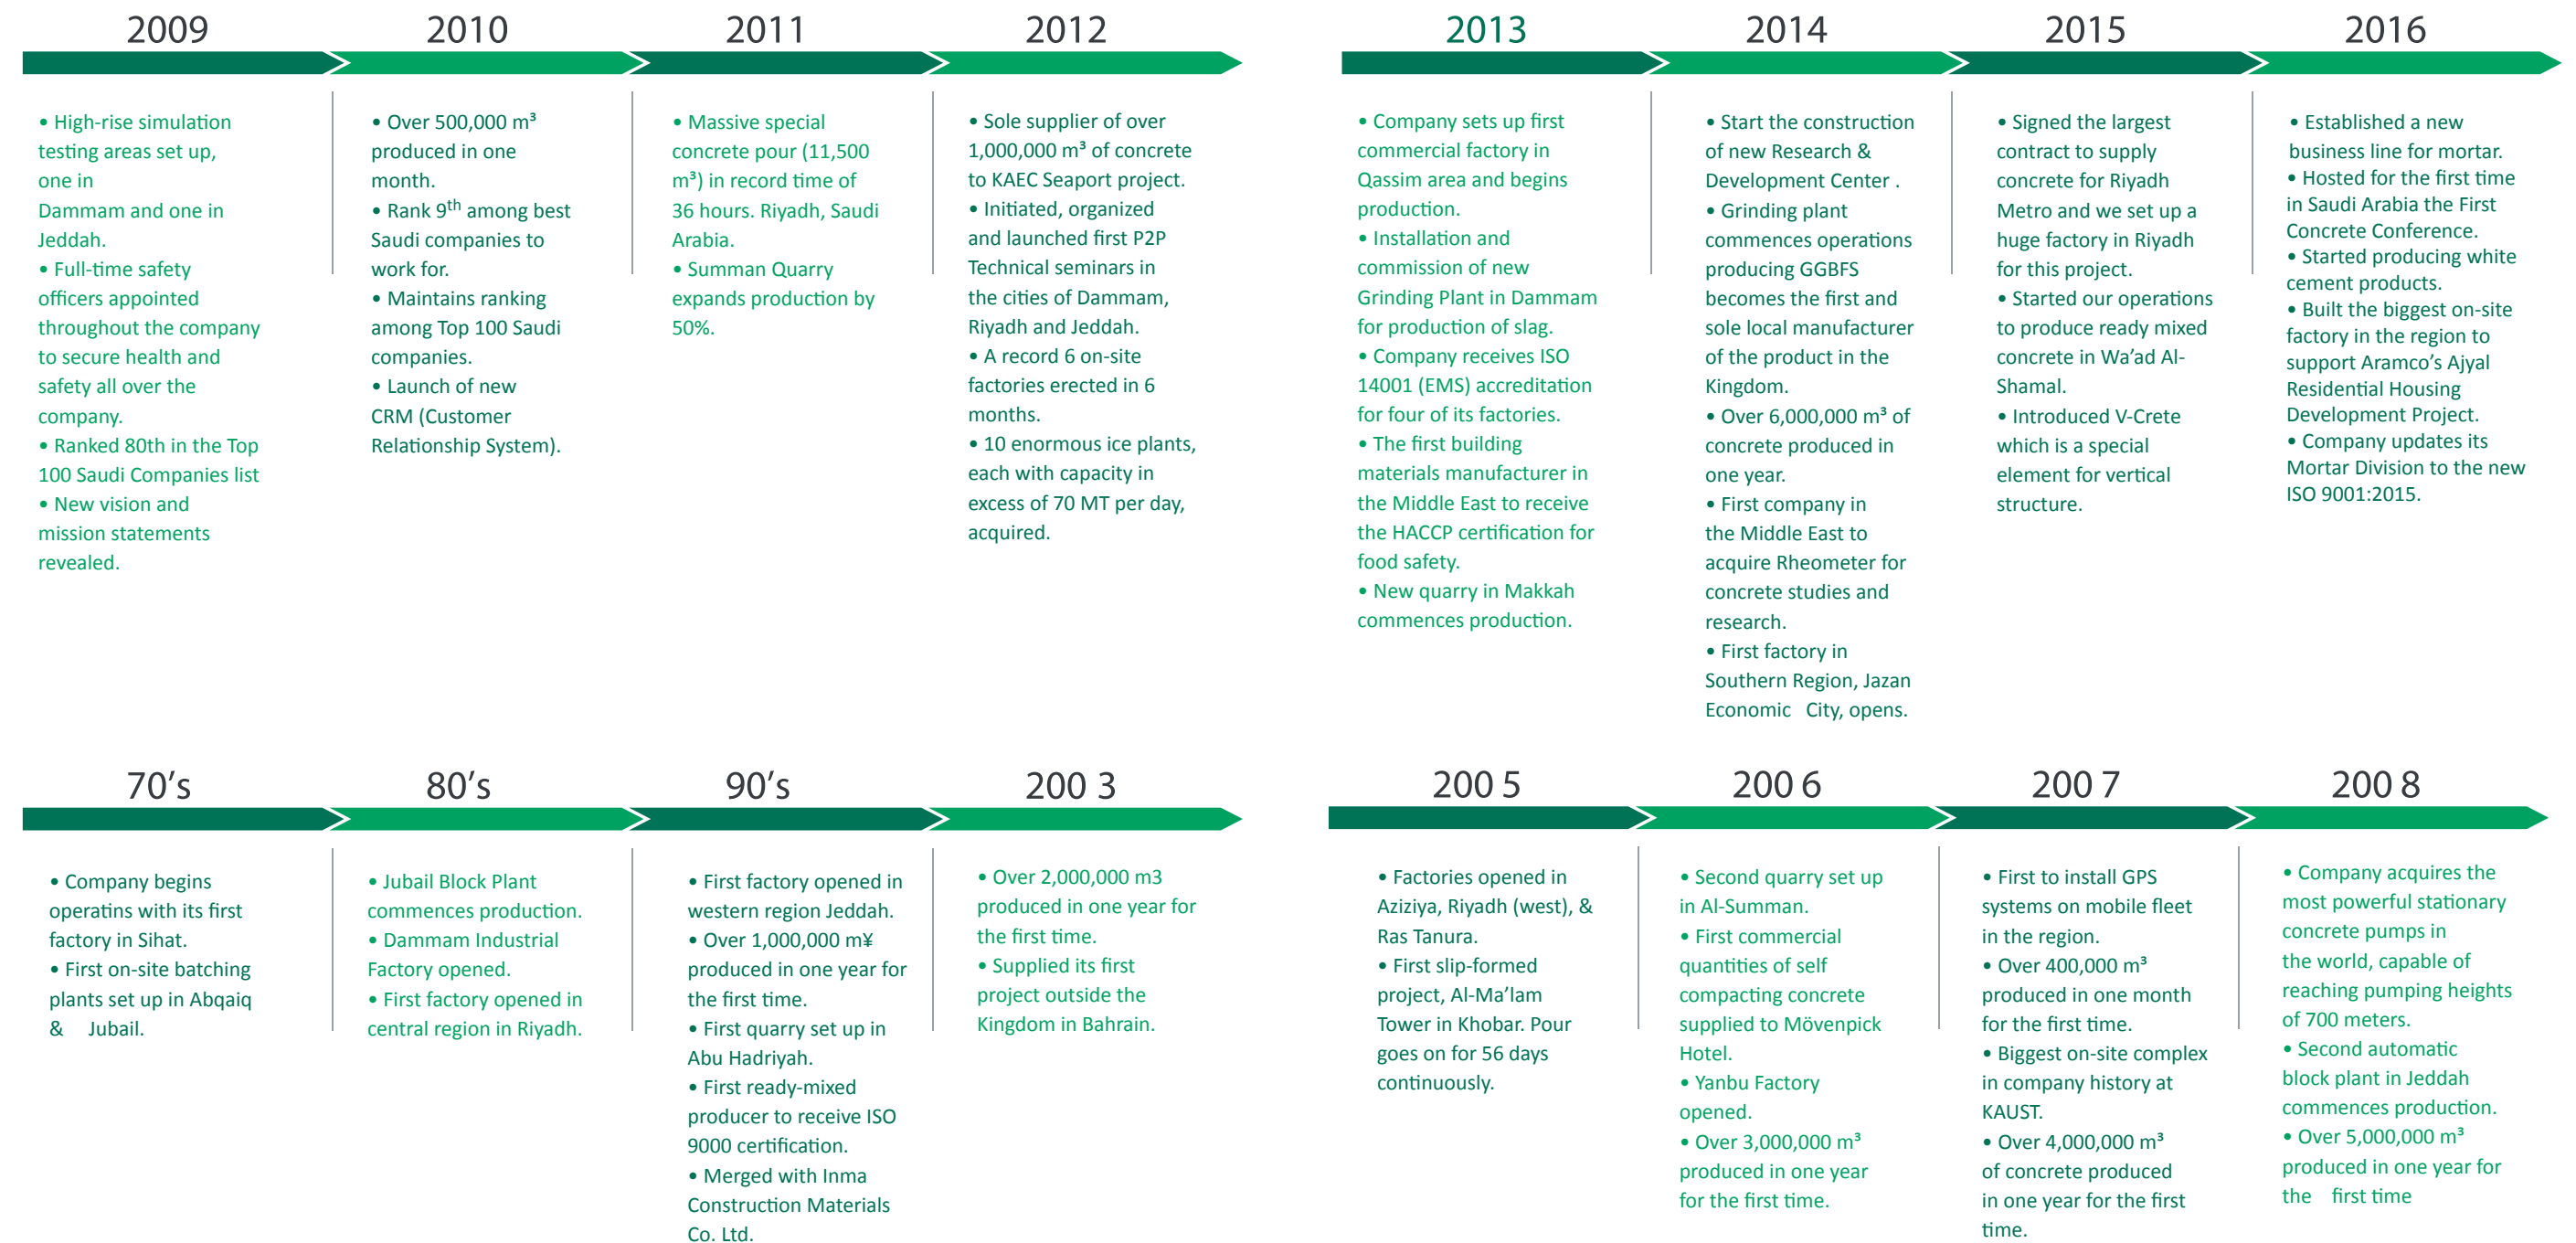 2009
• High-rise simulation
testing areas set up,
one in
Dammam and one in
Jeddah.
• Full-time safety
officers appointed
throughout the company
to secure health and
safety all over the
company.
• Ranked 80th in the Top
100 Saudi Companies list
• New vision and
mission statements
revealed.
2010
• Over 500,000 m³
produced in one
month.
• Rank 9th among best
Saudi companies to
work for.
• Maintains ranking
among Top 100 Saudi
companies.
• Launch of new
CRM (Customer
Relationship System).
2011
• Massive special
concrete pour (11,500
m³) in record time of
36 hours. Riyadh, Saudi
Arabia.
• Summan Quarry
expands production by
50%.
2012
• Sole supplier of over
1,000,000 m³ of concrete
to KAEC Seaport project.
• Initiated, organized
and launched first P2P
Technical seminars in
the cities of Dammam,
Riyadh and Jeddah.
• A record 6 on-site
factories erected in 6
months.
• 10 enormous ice plants,
each with capacity in
excess of 70 MT per day,
acquired.
2013
• Company sets up first
commercial factory in
Qassim area and begins
production.
• Installation and
commission of new
Grinding Plant in Dammam
for production of slag.
• Company receives ISO
14001 (EMS) accreditation
for four of its factories.
• The first building
materials manufacturer in
the Middle East to receive
the HACCP certification for
food safety.
• New quarry in Makkah
commences production.
2014
• Start the construction
of new Research &
Development Center .
• Grinding plant
commences operations
producing GGBFS
becomes the first and
sole local manufacturer
of the product in the
Kingdom.
• Over 6,000,000 m³ of
concrete produced in
one year.
• First company in
the Middle East to
acquire Rheometer for
concrete studies and
research.
• First factory in
Southern Region, Jazan
Economic City, opens.
2015
• Signed the largest
contract to supply
concrete for Riyadh
Metro and we set up a
huge factory in Riyadh
for this project.
• Started our operations
to produce ready mixed
concrete in Wa’ad Al-
Shamal.
• Introduced V-Crete
which is a special
element for vertical
structure.
2016
• Established a new
business line for mortar.
• Hosted for the first time
in Saudi Arabia the First
Concrete Conference.
• Started producing white
cement products.
• Built the biggest on-site
factory in the region to
support Aramco’s Ajyal
Residential Housing
Development Project.
• Company updates its
Mortar Division to the new
ISO 9001:2015.
70’s
• Company begins
operatins with its first
factory in Sihat.
• First on-site batching
plants set up in Abqaiq
& Jubail.
80’s
• Jubail Block Plant
commences production.
• Dammam Industrial
Factory opened.
• First factory opened in
central region in Riyadh.
90’s
• First factory opened in
western region Jeddah.
• Over 1,000,000 m¥
produced in one year for
the first time.
• First quarry set up in
Abu Hadriyah.
• First ready-mixed
producer to receive ISO
9000 certification.
• Merged with Inma
Construction Materials
Co. Ltd.
200 3
• Over 2,000,000 m3
produced in one year for
the first time.
• Supplied its first
project outside the
Kingdom in Bahrain.
200 5
• Factories opened in
Aziziya, Riyadh (west), &
Ras Tanura.
• First slip-formed
project, Al-Ma’lam
Tower in Khobar. Pour
goes on for 56 days
continuously.
200 6
• Second quarry set up
in Al-Summan.
• First commercial
quantities of self
compacting concrete
supplied to Mövenpick
Hotel.
• Yanbu Factory
opened.
• Over 3,000,000 m³
produced in one year
for the first time.
200 7
• First to install GPS
systems on mobile fleet
in the region.
• Over 400,000 m³
produced in one month
for the first time.
• Biggest on-site complex
in company history at
KAUST.
• Over 4,000,000 m³
of concrete produced
in one year for the first
time.
200 8
• Company acquires the
most powerful stationary
concrete pumps in
the world, capable of
reaching pumping heights
of 700 meters.
• Second automatic
block plant in Jeddah
commences production.
• Over 5,000,000 m³
produced in one year for
the first time